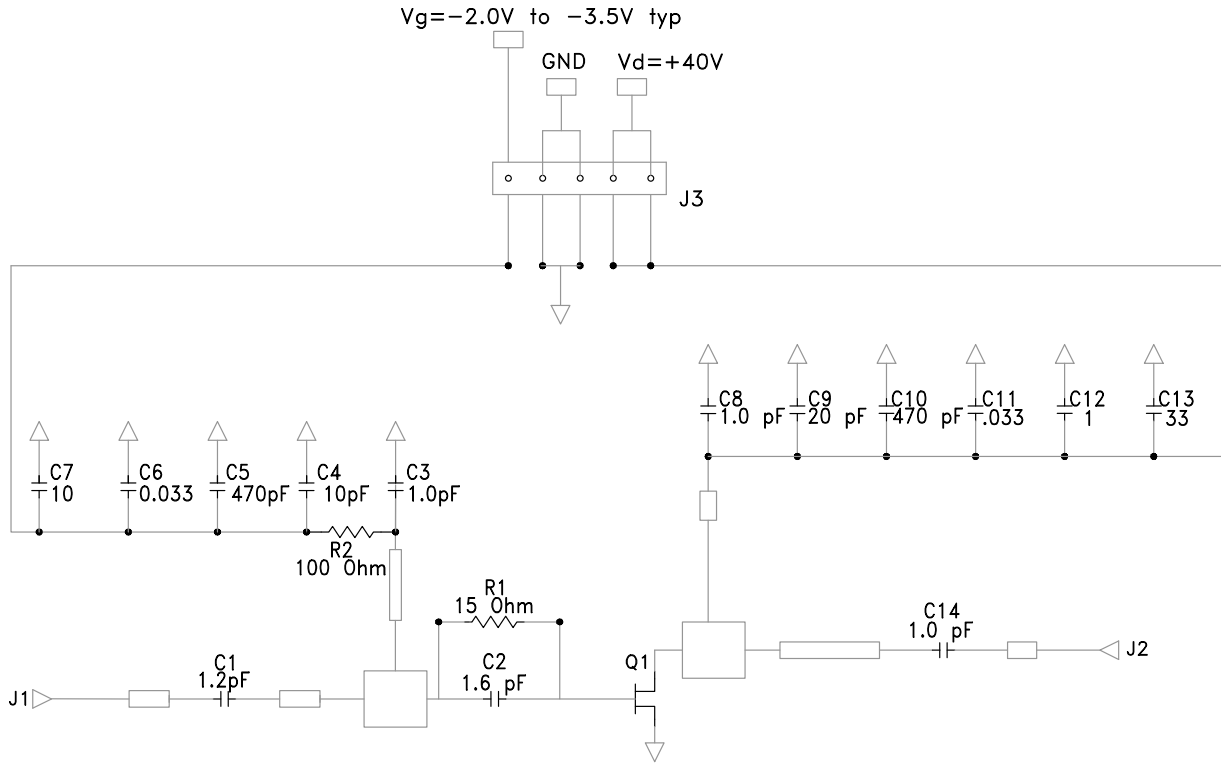 Vg=-2.0V to -3.5V typ
GND
Vd=+40V
J3
C8
1.0 pF
C9
20 pF
C10
470 pF
C11
.033
C12
1
C13
33
C7
10
C6
0.033
C5
470pF
C4
10pF
C3
1.0pF
R2
100 Ohm
R1
15 Ohm
C14
1.0 pF
J2
Q1
C2
1.6 pF
C1
1.2pF
J1